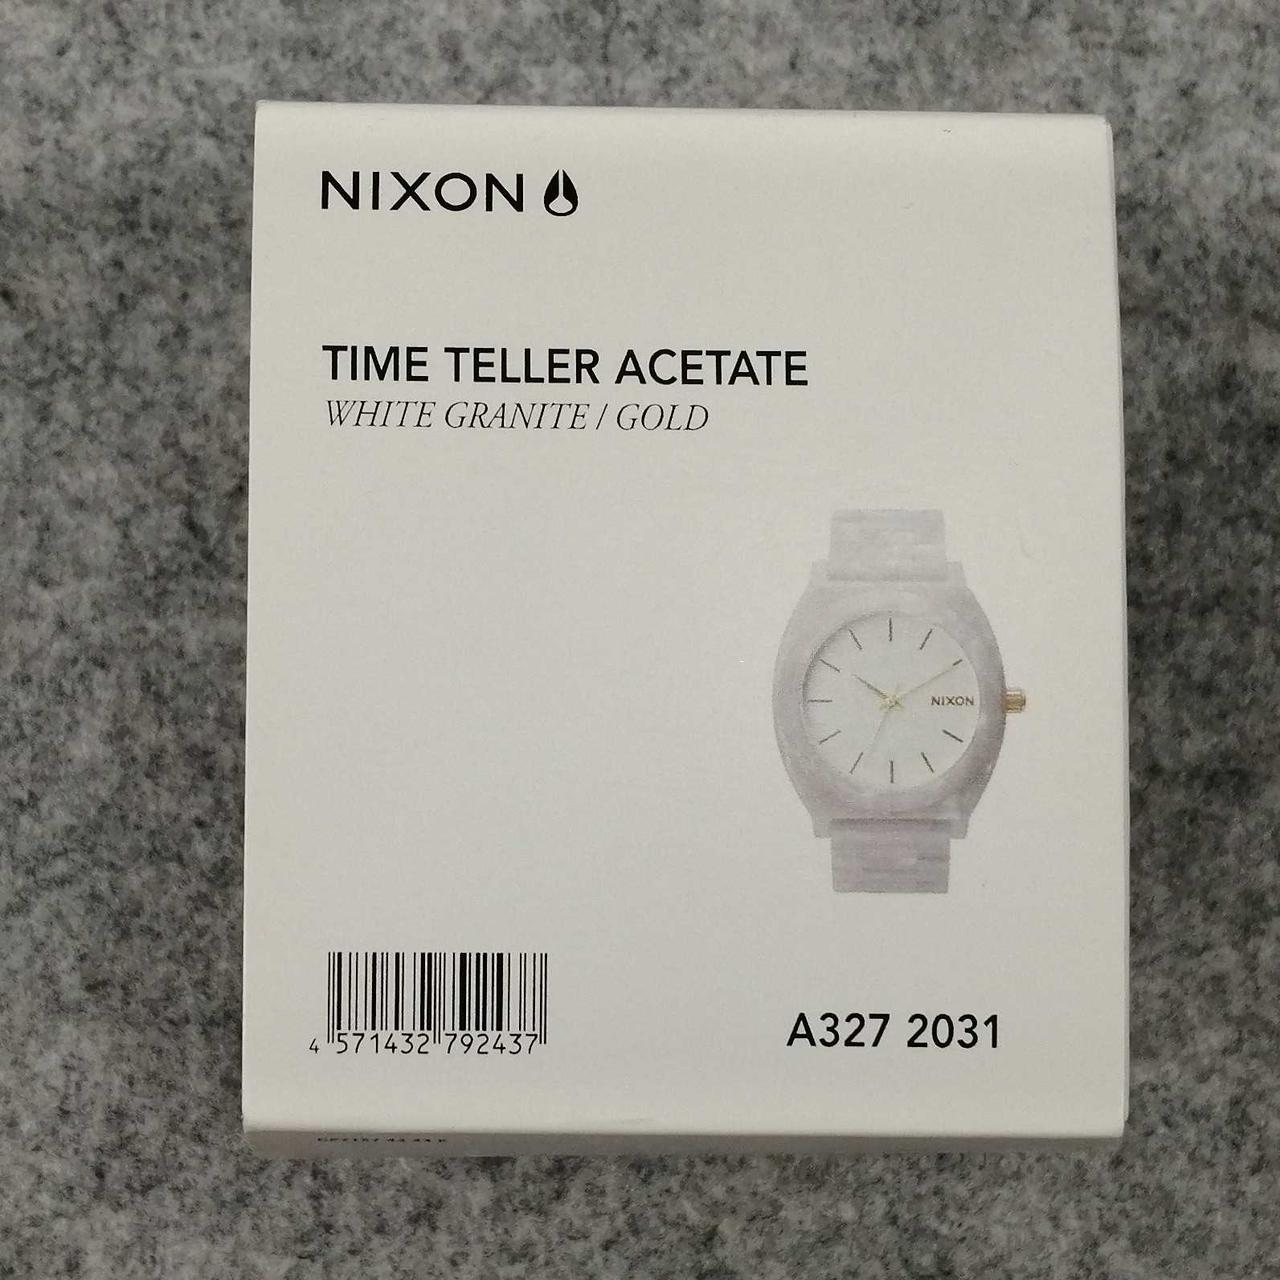 NIXON
TIME TELLER ACETATE
WHITE GRANITE / GOLD
NIXON
4 571432 792437
A327 2031